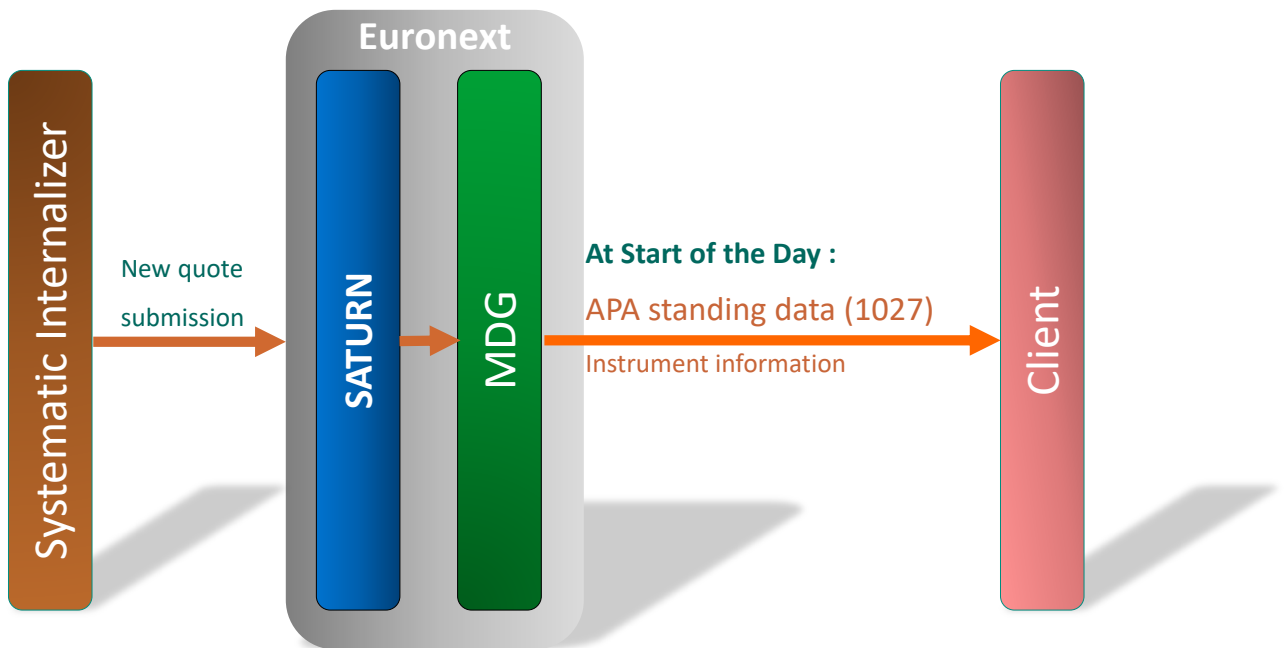 Euronext
Systematic Internalizer
New quote
submission
SATURN
MDG
At Start of the Day :
APA standing data (1027)
Instrument information
Client